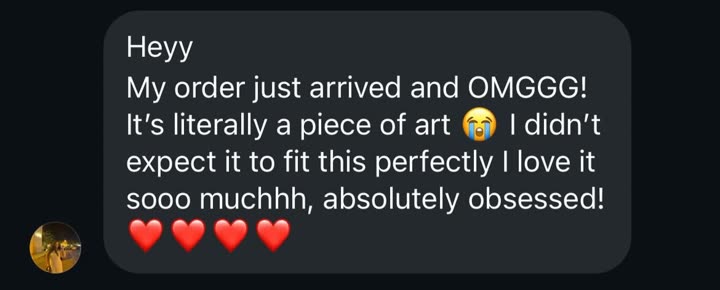 Heyy
My order just arrived and OMGGG!
It’s literally a piece of art 😭 I didn’t
expect it to fit this perfectly I love it
sooo muchhh, absolutely obsessed!
❤️❤️❤️❤️